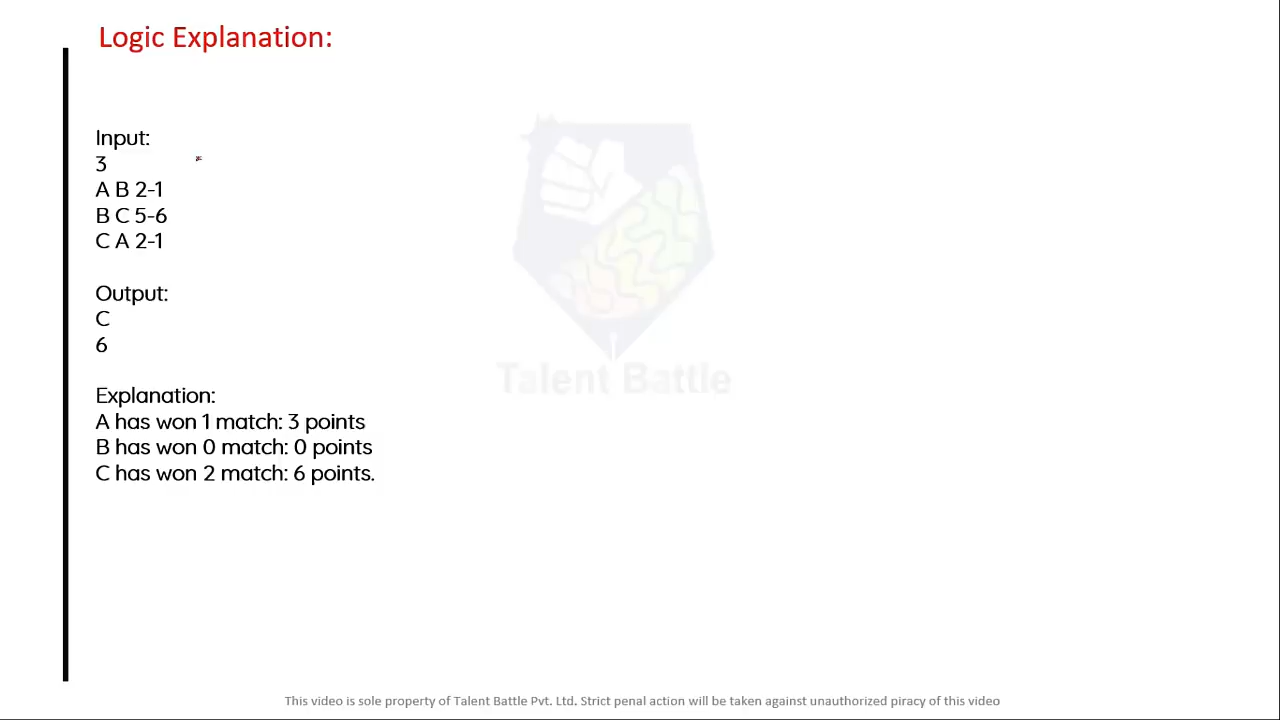 Logic Explanation:
Input:
3
A B 2-1
B C 5-6
C A 2-1
Output:
C
6
Explanation:
A has won 1 match: 3 points
B has won 0 match: 0 points
C has won 2 match: 6 points.
Talent Battle
This video is sole property of Talent Battle Pvt. Ltd. Strict penal action will be taken against unauthorized piracy of this video